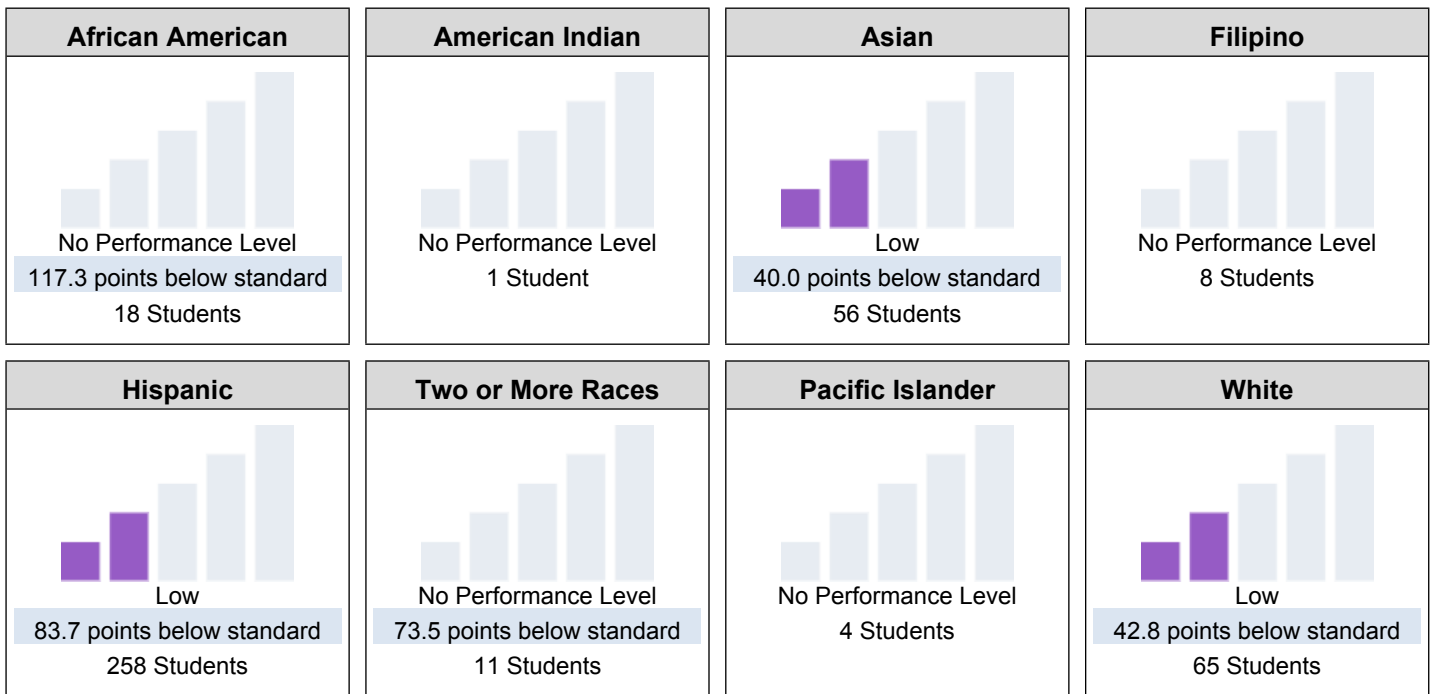 African American
No Performance Level
117.3 points below standard
18 Students
American Indian
No Performance Level
1 Student
Asian
Low
40.0 points below standard
56 Students
Filipino
No Performance Level
8 Students
Hispanic
Low
83.7 points below standard
258 Students
Two or More Races
No Performance Level
73.5 points below standard
11 Students
Pacific Islander
No Performance Level
4 Students
White
Low
42.8 points below standard
65 Students